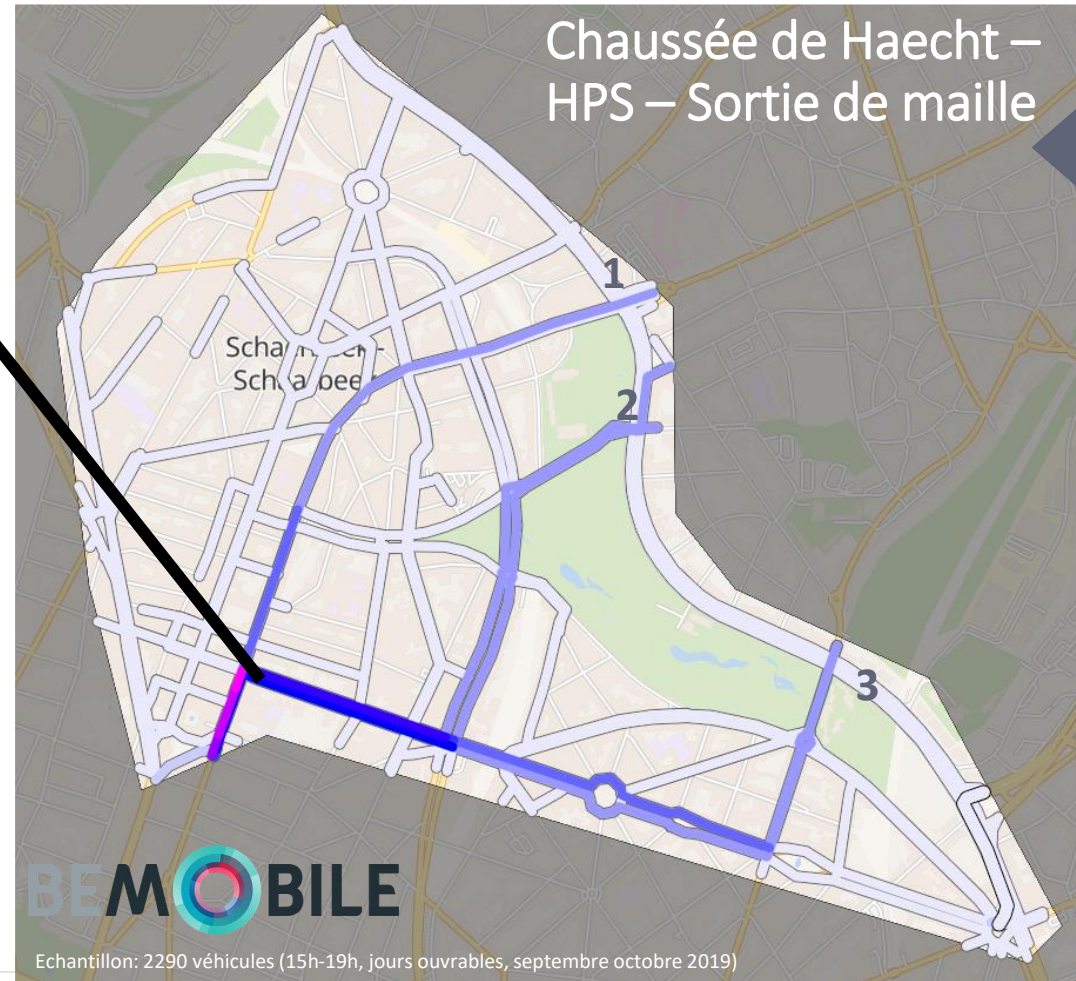 Chaussée de Haecht –
HPS – Sortie de maille
1
2
3
BEMOBILE
Echantillon: 2290 véhicules (15h-19h, jours ouvrables, septembre octobre 2019)